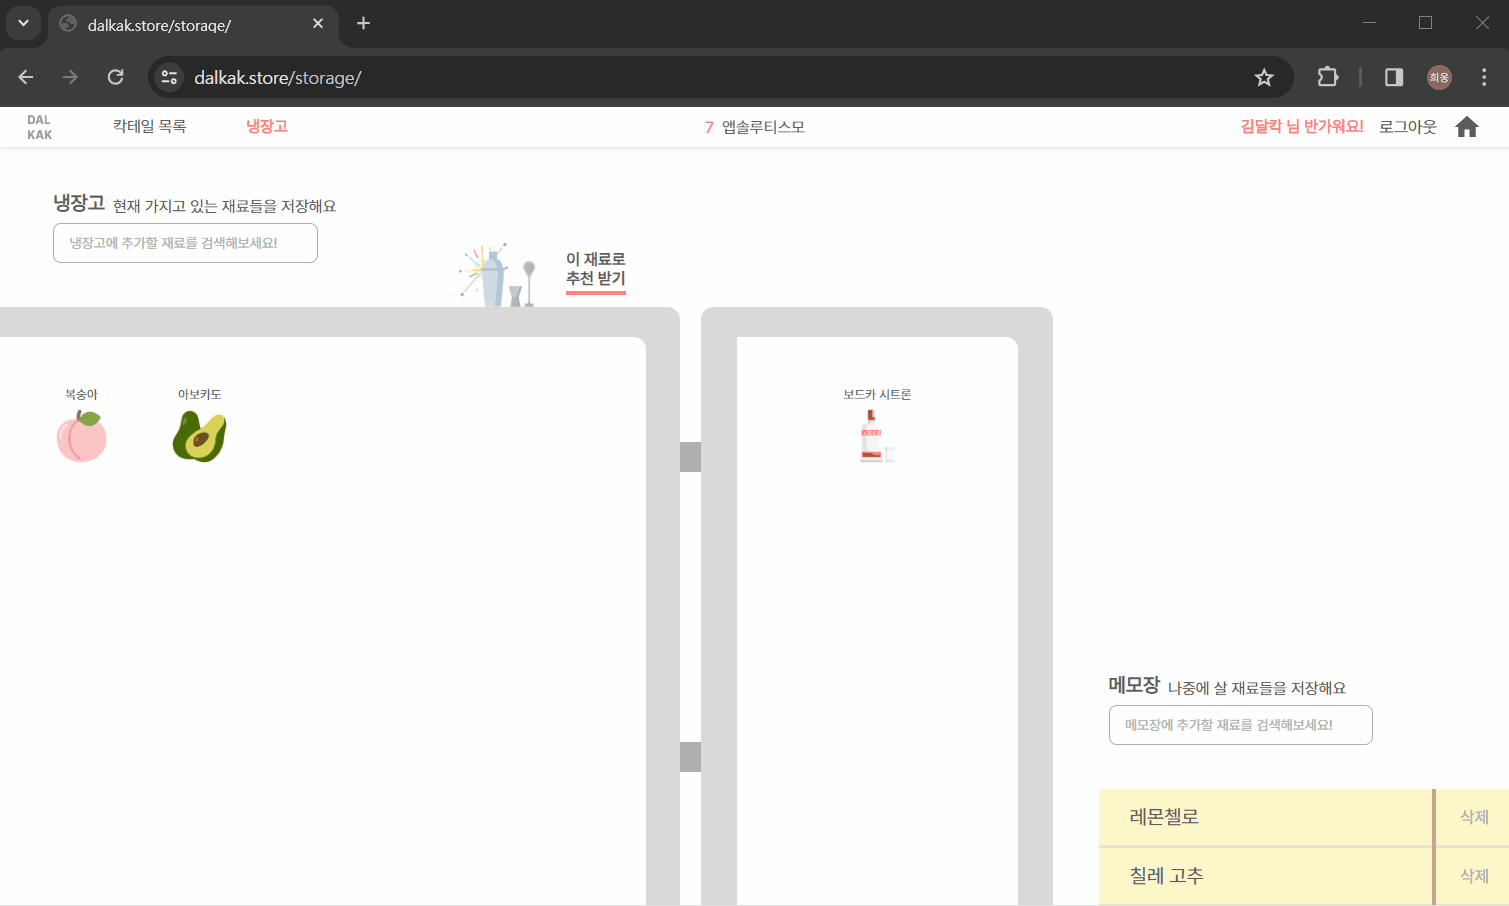 dalkak.store/storage/
dalkak.store/storage/
희웅
DAL
KAK
칵테일 목록
냉장고
7 앱솔루티스모
김달칵 님 반가워요!
로그아웃
냉장고 현재 가지고 있는 재료들을 저장해요
냉장고에 추가할 재료를 검색해보세요!
이 재료로
추천 받기
복숭아
아보카도
보드카 시트론
메모장 나중에 살 재료들을 저장해요
메모장에 추가할 재료를 검색해보세요!
레몬첼로
삭제
칠레 고추
삭제